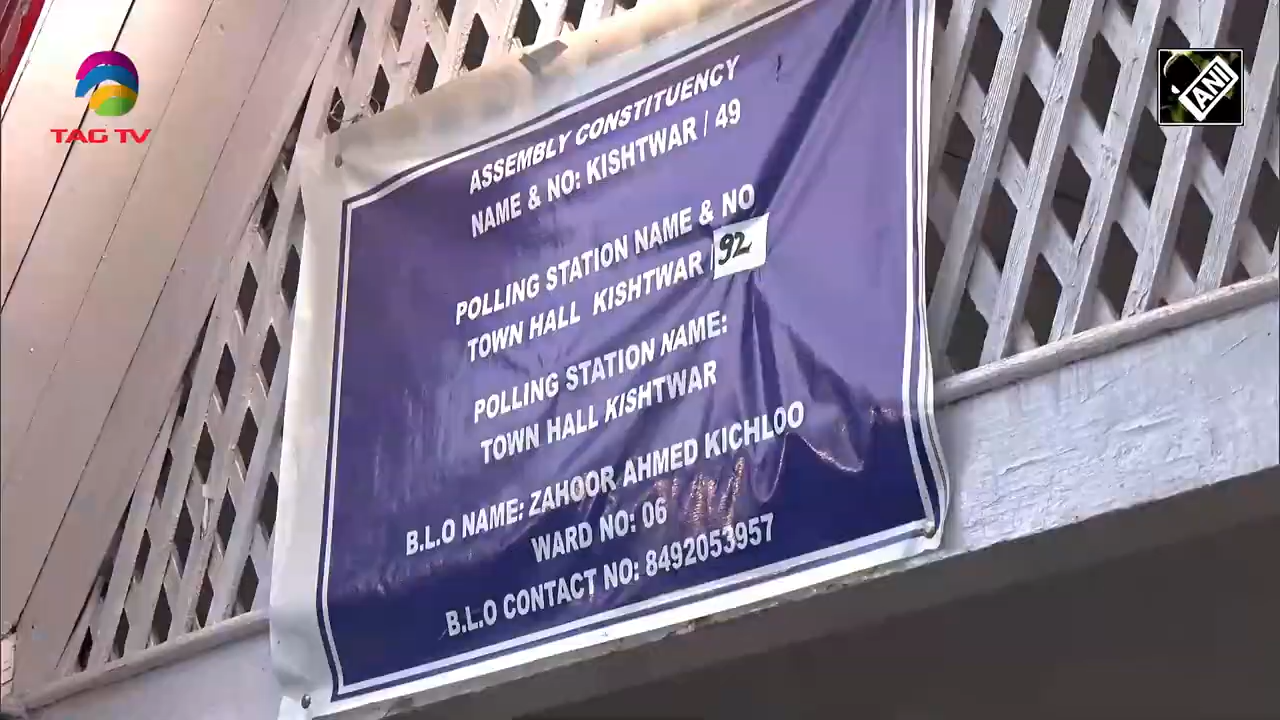 TAG TV
ANI
ASSEMBLY CONSTITUENCY
NAME & NO: KISHTWAR | 49
POLLING STATION NAME & NO
TOWN HALL KISHTWAR | 92
POLLING STATION NAME:
TOWN HALL KISHTWAR
B.L.O NAME: ZAHOOR AHMED KICHLOO
WARD NO: 06
B.L.O CONTACT NO: 8492053957